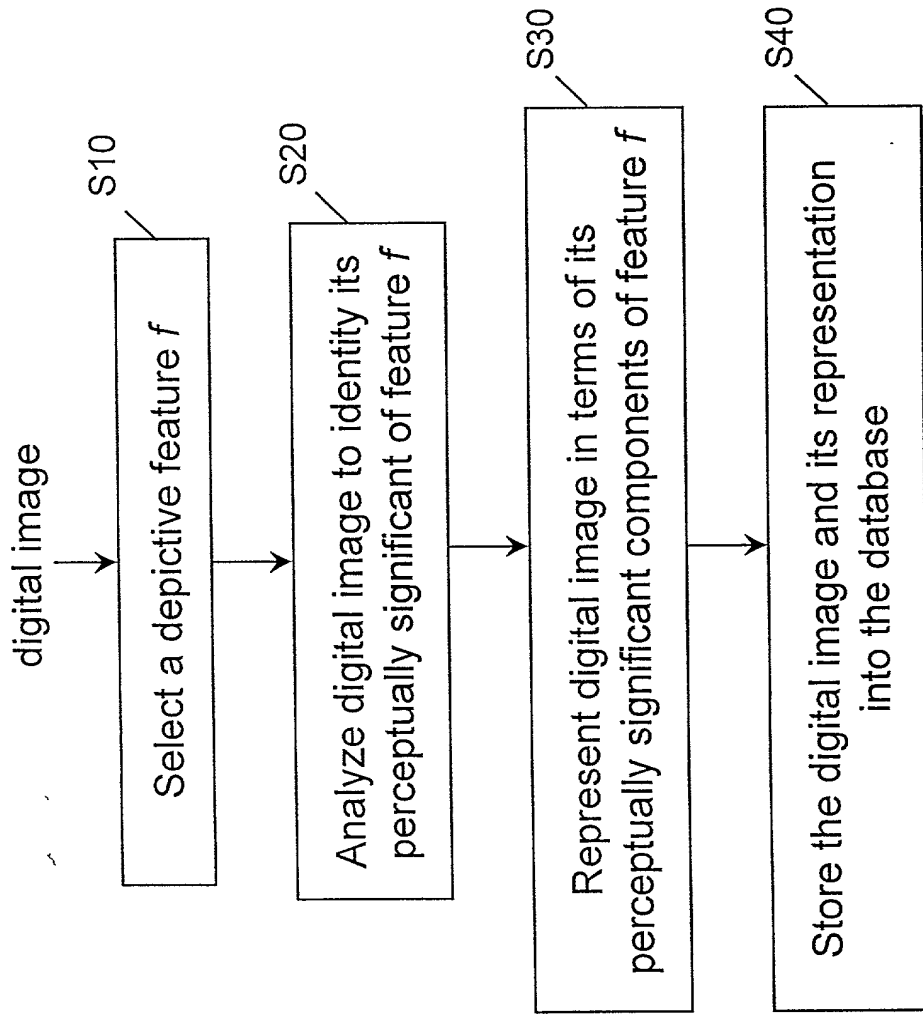 digital image
S10
Select a depictive feature f
S20
Analyze digital image to identity its
perceptually significant of feature f
S30
Represent digital image in terms of its
perceptually significant components of feature f
S40
Store the digital image and its representation
into the database